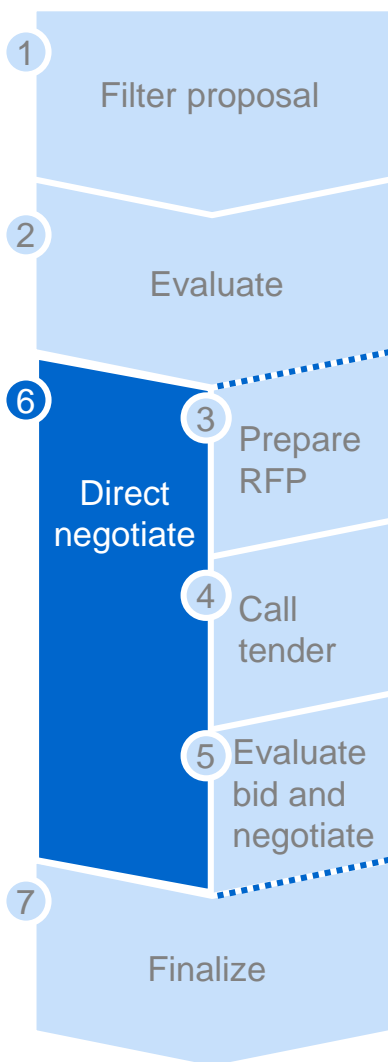 1
Filter proposal
2
Evaluate
6
Direct
negotiate
3
Prepare
RFP
4
Call
tender
5
Evaluate
bid and
negotiate
7
Finalize